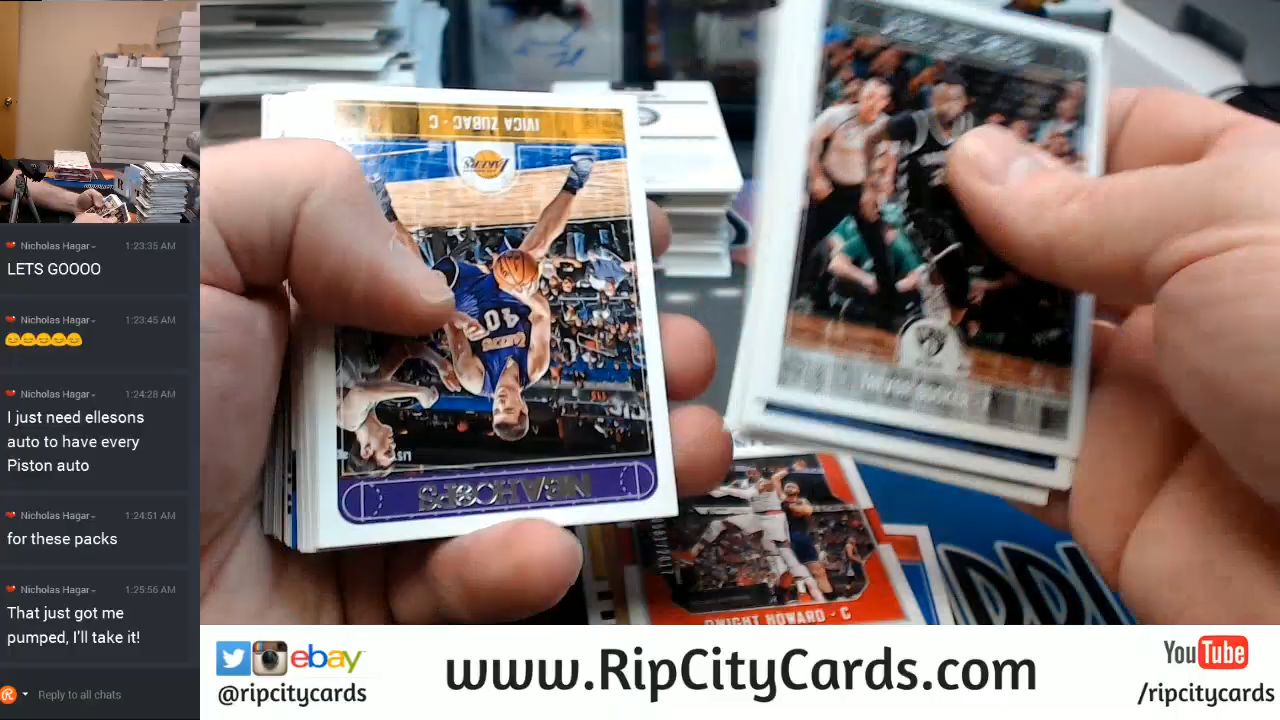 Nicholas Hagar
1:23:35 AM
LETS GOOOO
Nicholas Hagar
1:23:45 AM
Nicholas Hagar
1:24:28 AM
I just need ellesons
auto to have every
Piston auto
Nicholas Hagar
1:24:51 AM
for these packs
Nicholas Hagar
1:25:56 AM
That just got me
pumped, I'll take it!
Reply to all chats
IVICA ZUBAC · C
LAKERS
40
NBA HOOPS
DWIGHT HOWARD · C
ebay
@ripcitycards
www.RipCityCards.com
YouTube
/ripcitycards